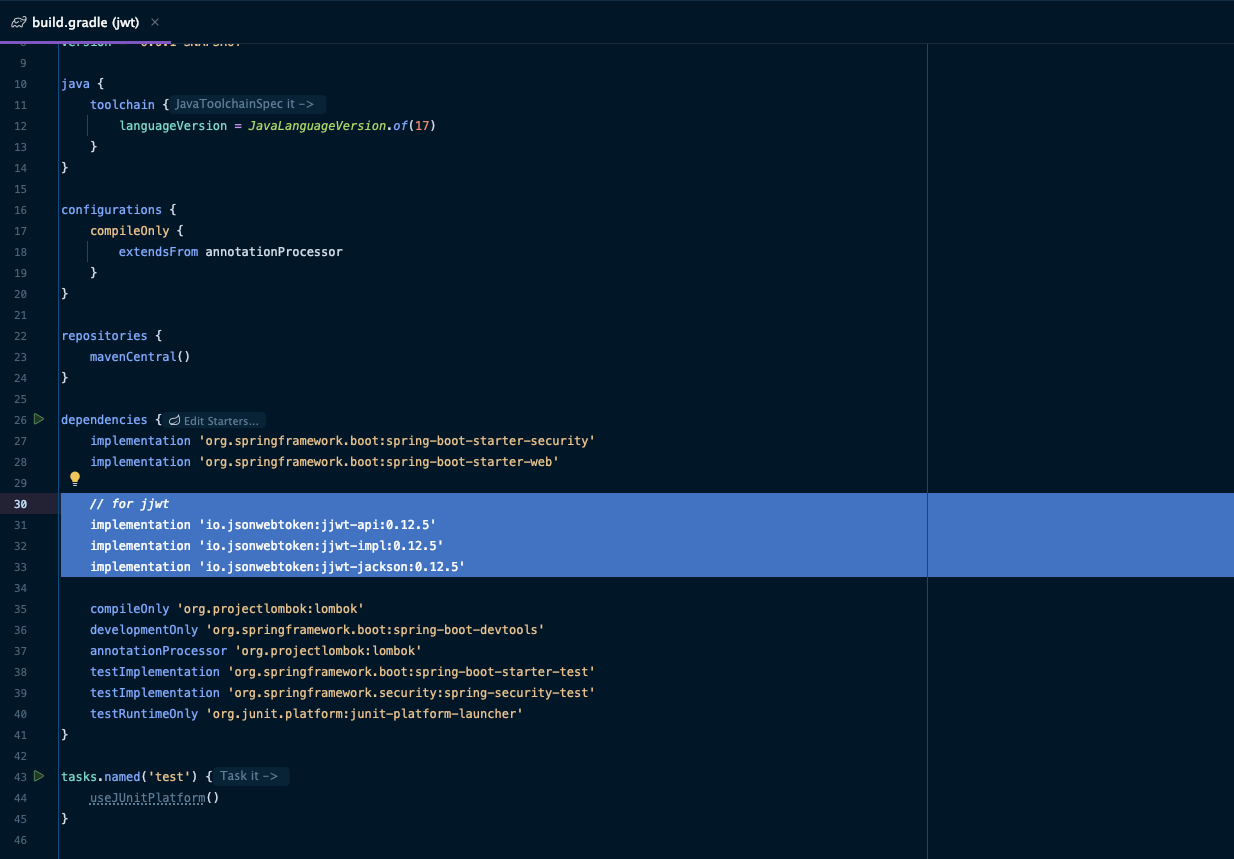 build.gradle (jwt)
9
10 java {
11 toolchain { JavaToolchainSpec it ->
12 languageVersion = JavaLanguageVersion.of(17)
13 }
14 }
15
16 configurations {
17 compileOnly {
18 extendsFrom annotationProcessor
19 }
20 }
21
22 repositories {
23 mavenCentral()
24 }
25
26 dependencies { Edit Starters...
27 implementation 'org.springframework.boot:spring-boot-starter-security'
28 implementation 'org.springframework.boot:spring-boot-starter-web'
29
30 // for jjwt
31 implementation 'io.jsonwebtoken:jjwt-api:0.12.5'
32 implementation 'io.jsonwebtoken:jjwt-impl:0.12.5'
33 implementation 'io.jsonwebtoken:jjwt-jackson:0.12.5'
34
35 compileOnly 'org.projectlombok:lombok'
36 developmentOnly 'org.springframework.boot:spring-boot-devtools'
37 annotationProcessor 'org.projectlombok:lombok'
38 testImplementation 'org.springframework.boot:spring-boot-starter-test'
39 testImplementation 'org.springframework.security:spring-security-test'
40 testRuntimeOnly 'org.junit.platform:junit-platform-launcher'
41 }
42
43 tasks.named('test') { Task it ->
44 useJUnitPlatform()
45 }
46